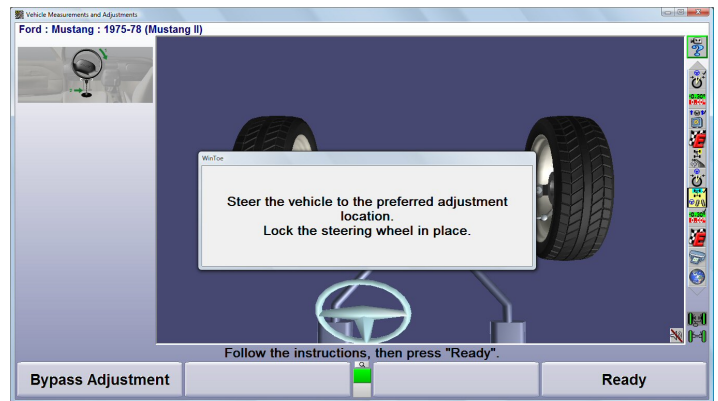 Vehicle Measurements and Adjustments
Ford : Mustang : 1975-78 (Mustang II)
WinToe
Steer the vehicle to the preferred adjustment
location.
Lock the steering wheel in place.
Follow the instructions, then press "Ready".
Bypass Adjustment
Ready